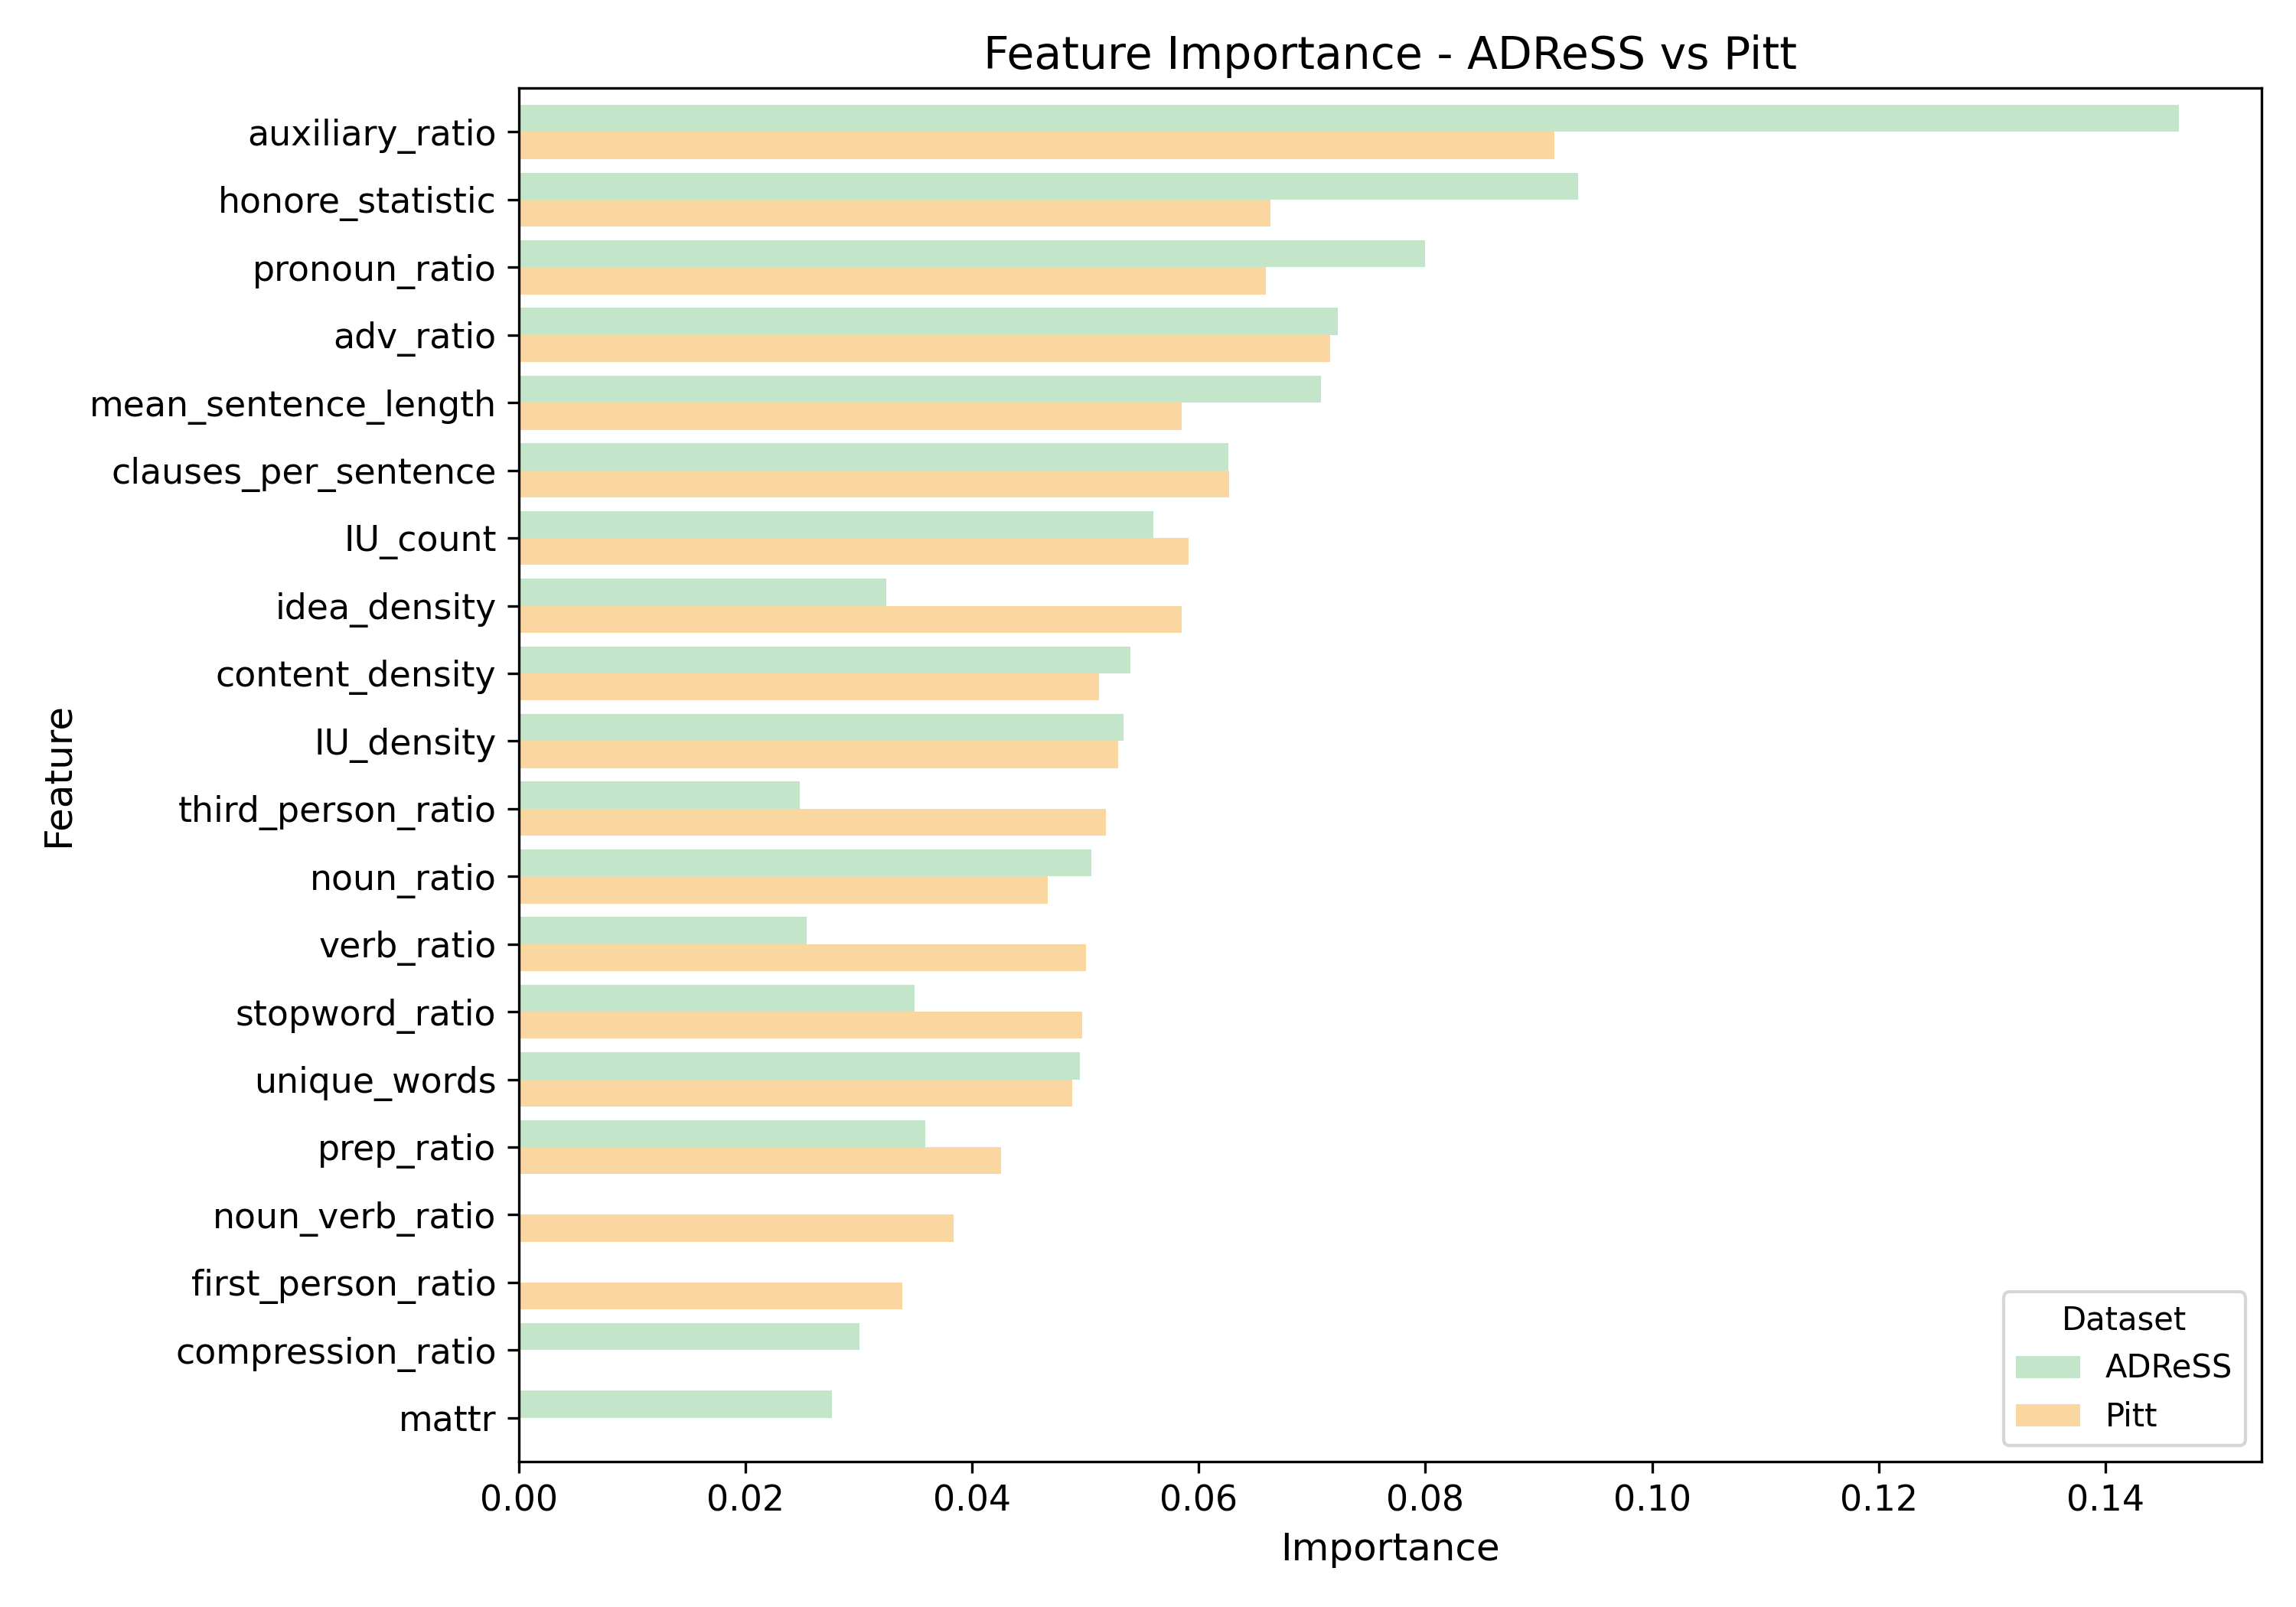 Feature Importance - ADReSS vs Pitt
Feature
auxiliary_ratio
honore_statistic
pronoun_ratio
adv_ratio
mean_sentence_length
clauses_per_sentence
IU_count
idea_density
content_density
IU_density
third_person_ratio
noun_ratio
verb_ratio
stopword_ratio
unique_words
prep_ratio
noun_verb_ratio
first_person_ratio
compression_ratio
mattr
Dataset
ADReSS
Pitt
0.00 0.02 0.04 0.06 0.08 0.10 0.12 0.14
Importance